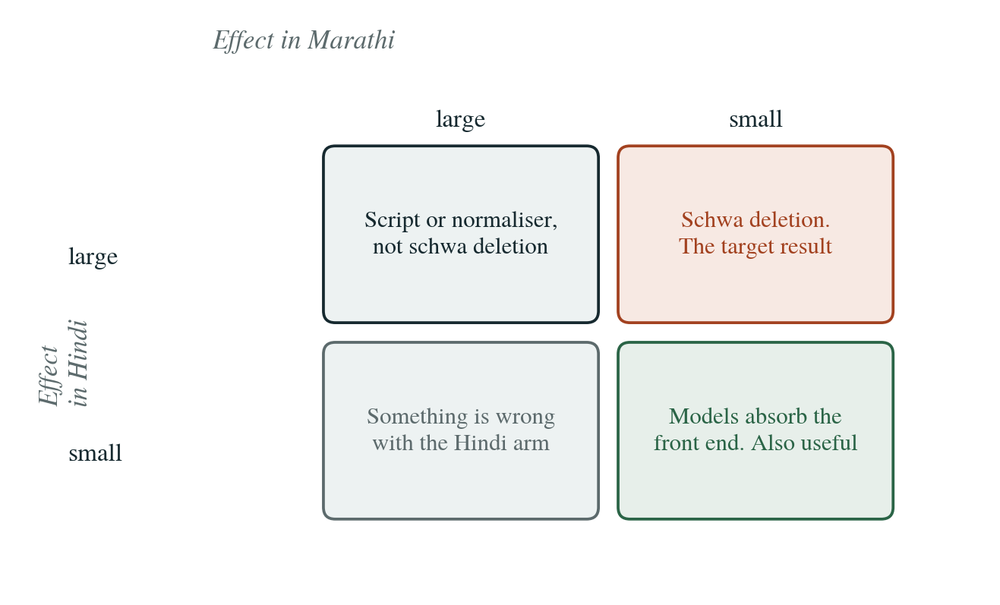 Effect in Marathi
large small
Script or normaliser,
not schwa deletion
Schwa deletion.
The target result
large
Effect
in Hindi
Something is wrong
with the Hindi arm
Models absorb the
front end. Also useful
small